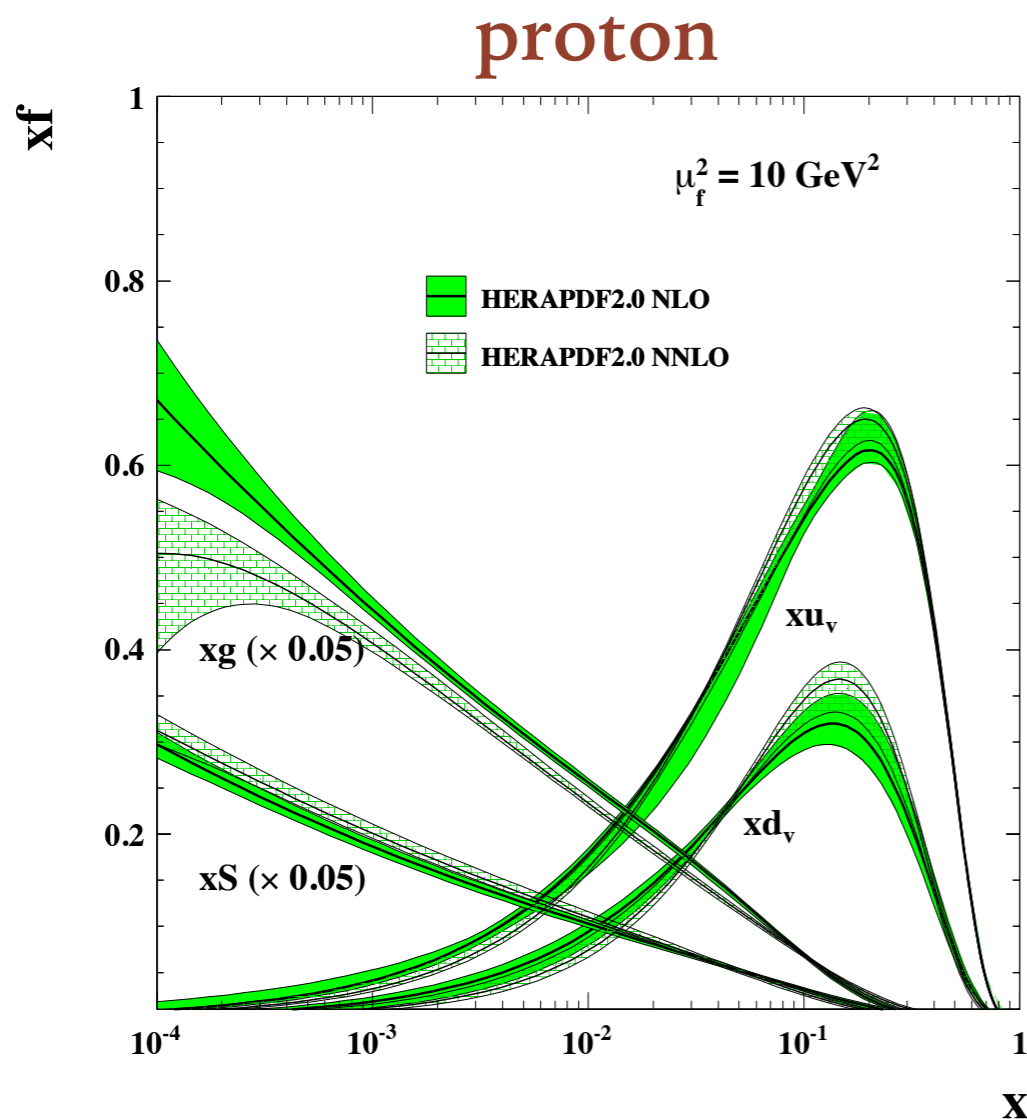 proton
xf
1
μ_f^2 = 10 GeV^2
0.8
HERAPDF2.0 NLO
HERAPDF2.0 NNLO
0.6
xu_v
0.4
xg (× 0.05)
xd_v
0.2
xS (× 0.05)
10^-4 10^-3 10^-2 10^-1 1
x